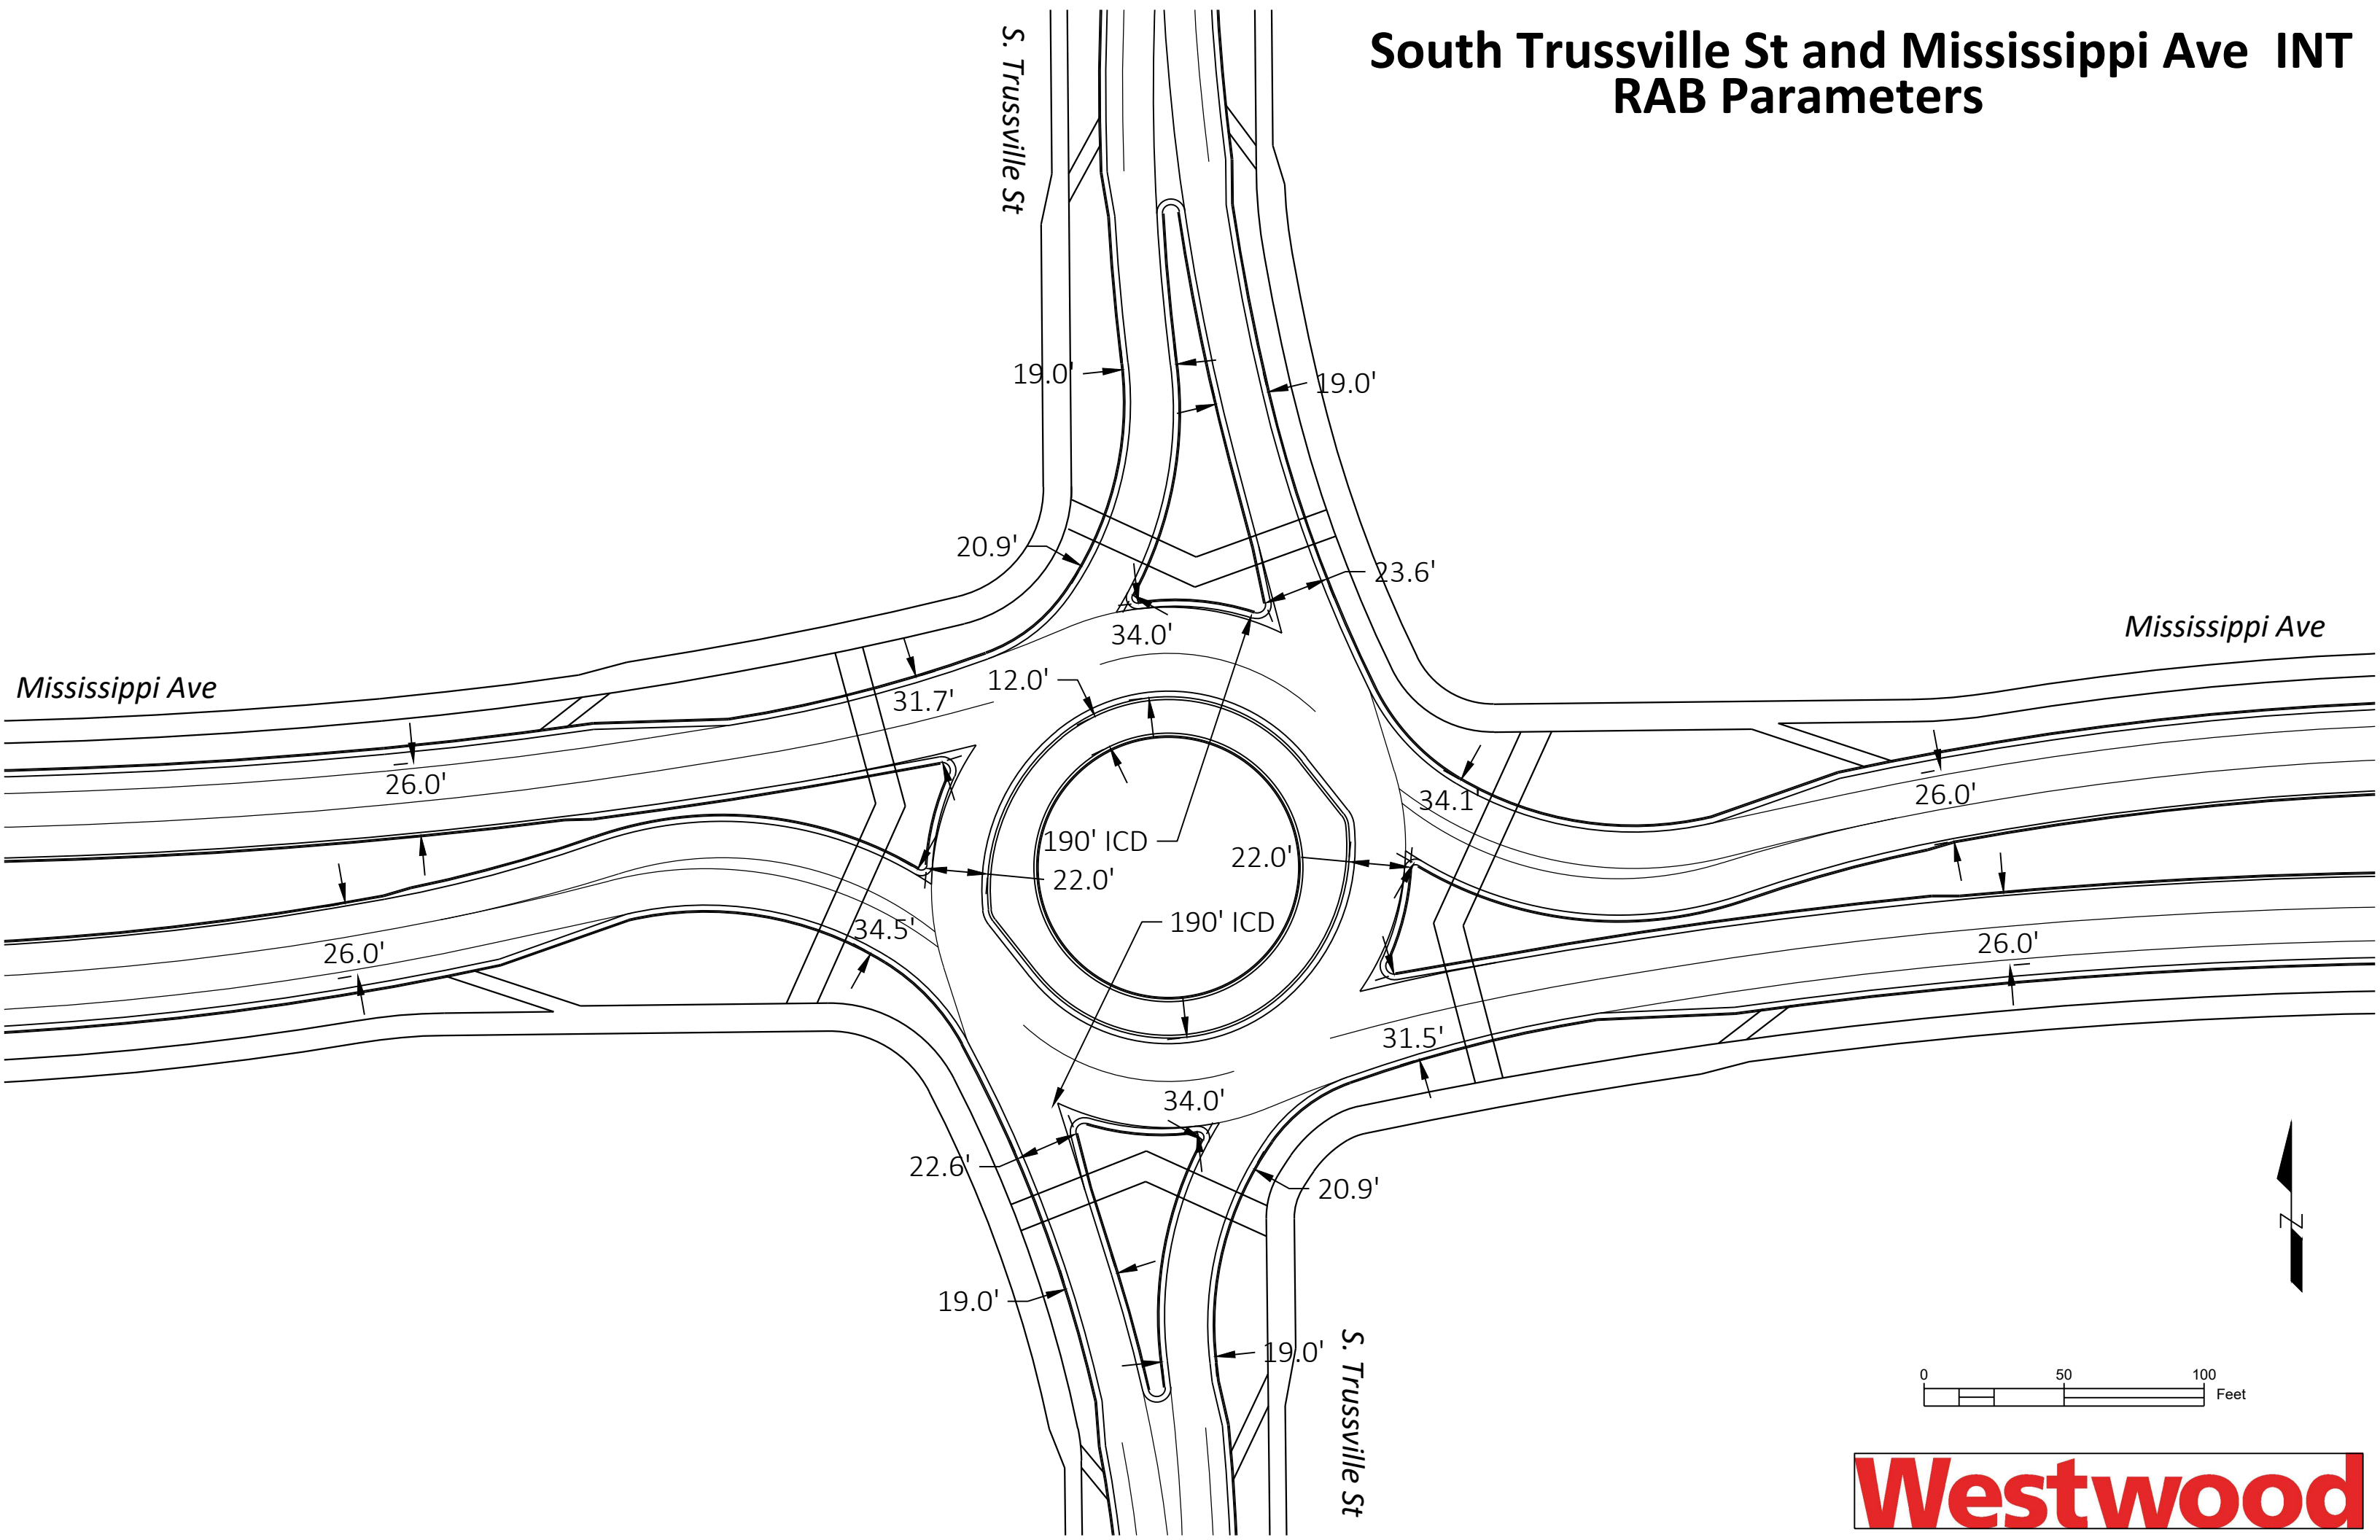 South Trussville St and Mississippi Ave  INT
RAB Parameters
S. Trussville St
19.0'
19.0'
20.9'
23.6'
34.0'
Mississippi Ave
12.0'
Mississippi Ave
31.7'
26.0'
26.0'
34.1'
190' ICD
22.0'
22.0'
190' ICD
34.5'
26.0'
26.0'
31.5'
34.0'
22.6'
20.9'
19.0'
19.0'
S. Trussville St
N
0 50 100
Feet
Westwood